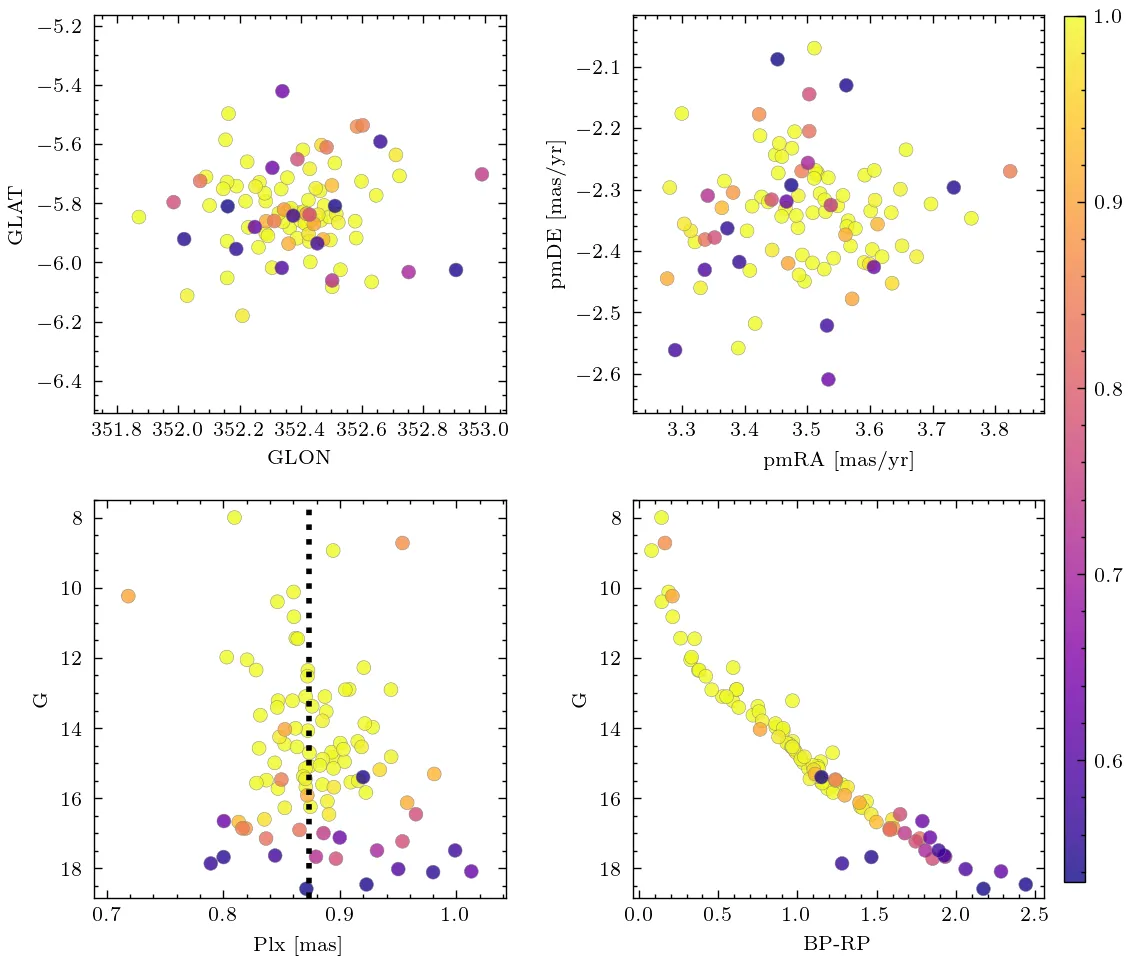 −5.2
−5.4
−5.6
−5.8
−6.0
−6.2
−6.4
GLAT
351.8 352.0 352.2 352.4 352.6 352.8 353.0
GLON
−2.1
−2.2
−2.3
−2.4
−2.5
−2.6
pmDE [mas/yr]
3.3 3.4 3.5 3.6 3.7 3.8
pmRA [mas/yr]
8
10
12
14
16
18
G
0.7 0.8 0.9 1.0
Plx [mas]
8
10
12
14
16
18
G
0.0 0.5 1.0 1.5 2.0 2.5
BP-RP
1.0
0.9
0.8
0.7
0.6